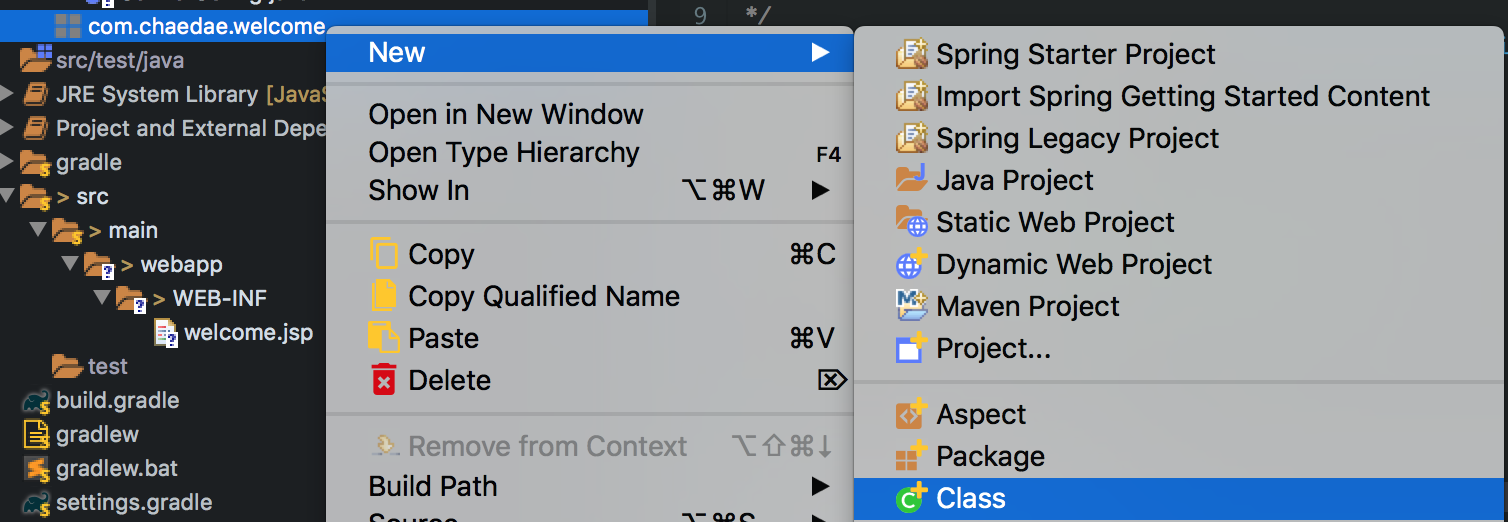 com.chaedae.welcome
src/test/java
JRE System Library [JavaS
Project and External Depe
gradle
> src
> main
> webapp
> WEB-INF
welcome.jsp
test
build.gradle
gradlew
gradlew.bat
settings.gradle
9 */
New
Open in New Window
Open Type Hierarchy F4
Show In ⌥⌘W
Copy ⌘C
Copy Qualified Name
Paste ⌘V
Delete ⌦
Remove from Context ⌥⇧⌘↓
Build Path
Source ⌥⌘S
Spring Starter Project
Import Spring Getting Started Content
Spring Legacy Project
Java Project
Static Web Project
Dynamic Web Project
Maven Project
Project...
Aspect
Package
Class